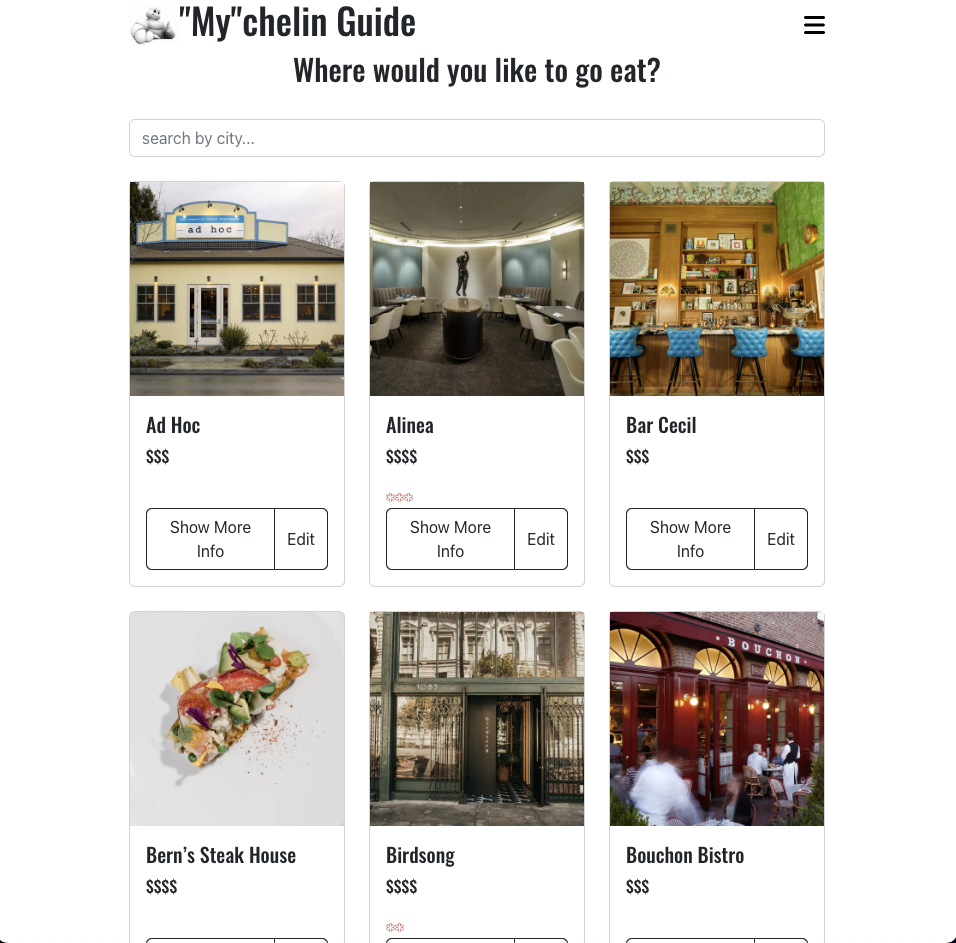 "My"chelin Guide
Where would you like to go eat?
search by city...
ad hoc
BOUCHON
Ad Hoc
Alinea
Bar Cecil
$$$
$$$$
$$$
Show More
Info
Edit
Show More
Info
Edit
Show More
Info
Edit
1085
Bern's Steak House
Birdsong
Bouchon Bistro
$$$$
$$$$
$$$